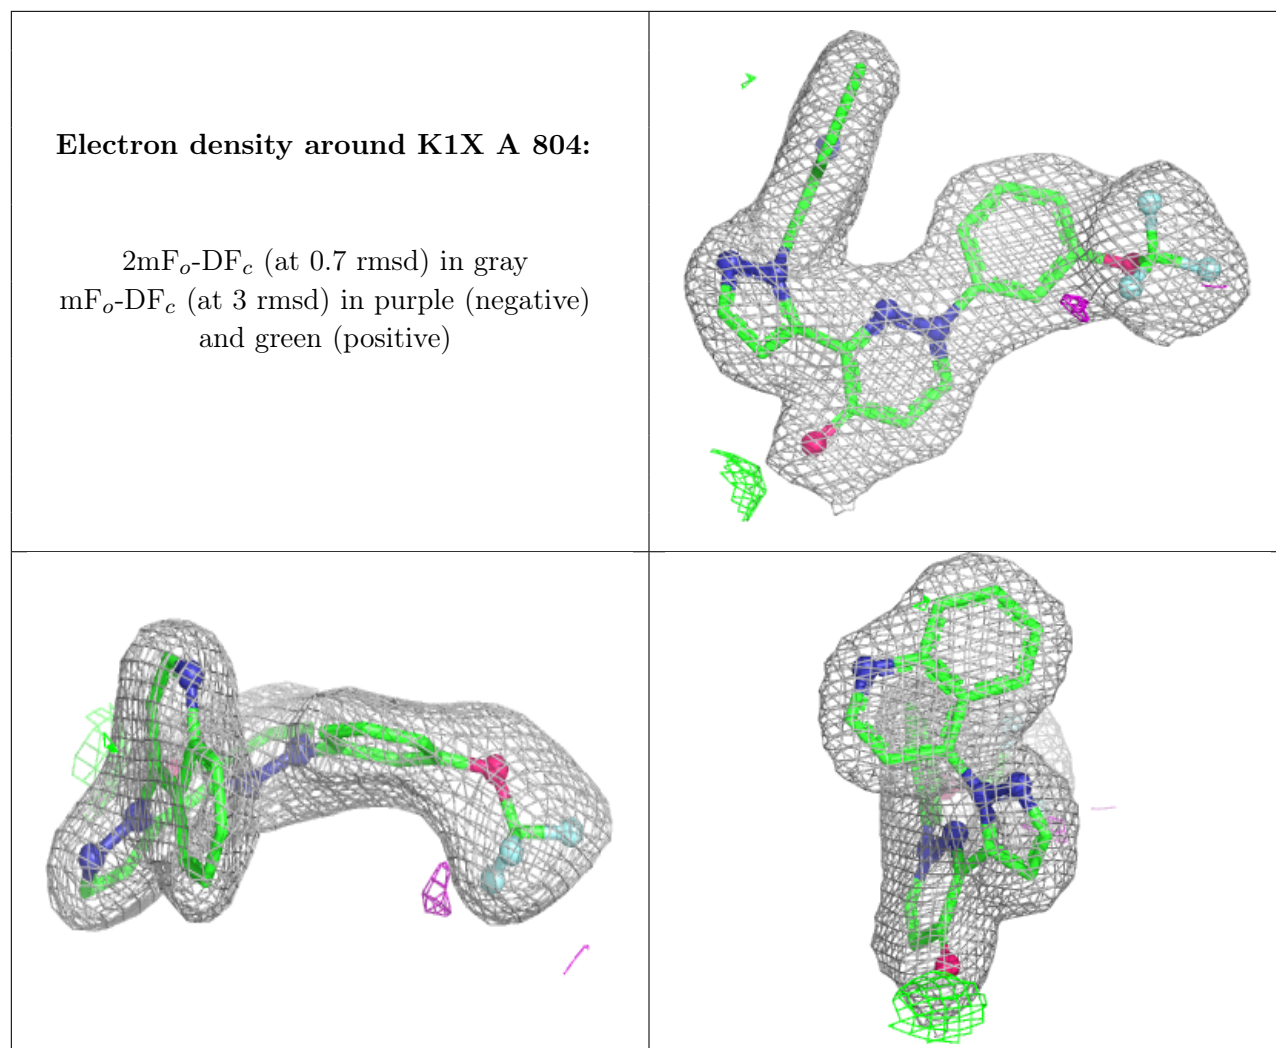 Electron density around K1X A 804:
2mFo-DFc (at 0.7 rmsd) in gray
mFo-DFc (at 3 rmsd) in purple (negative)
and green (positive)